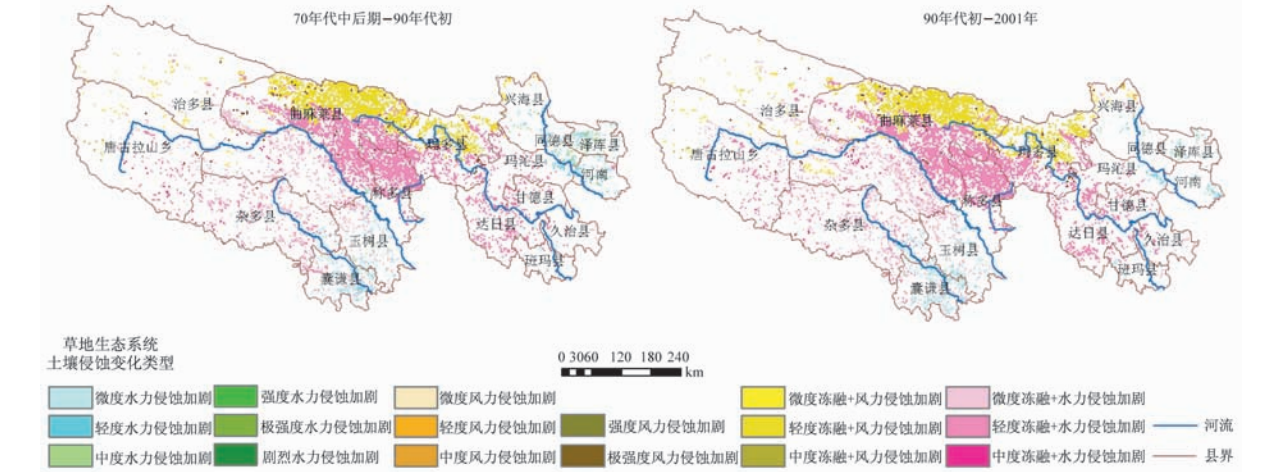 70年代中后期-90年代初
90年代初-2001年
治多县
曲麻莱县
兴海县
唐古拉山乡
玛多县
同德县
泽库县
玛沁县
河南
称多县
甘德县
杂多县
达日县
久治县
玉树县
班玛县
囊谦县
治多县
曲麻莱县
兴海县
唐古拉山乡
玛多县
同德县
泽库县
玛沁县
河南
称多县
甘德县
杂多县
达日县
久治县
玉树县
班玛县
囊谦县
草地生态系统
土壤侵蚀变化类型
0 3060 120 180 240
km
微度水力侵蚀加剧 强度水力侵蚀加剧 微度风力侵蚀加剧 微度冻融+风力侵蚀加剧 微度冻融+水力侵蚀加剧
轻度水力侵蚀加剧 极强度水力侵蚀加剧 轻度风力侵蚀加剧 强度风力侵蚀加剧 轻度冻融+风力侵蚀加剧 轻度冻融+水力侵蚀加剧 河流
中度水力侵蚀加剧 剧烈水力侵蚀加剧 中度风力侵蚀加剧 极强度风力侵蚀加剧 中度冻融+风力侵蚀加剧 中度冻融+水力侵蚀加剧 县界